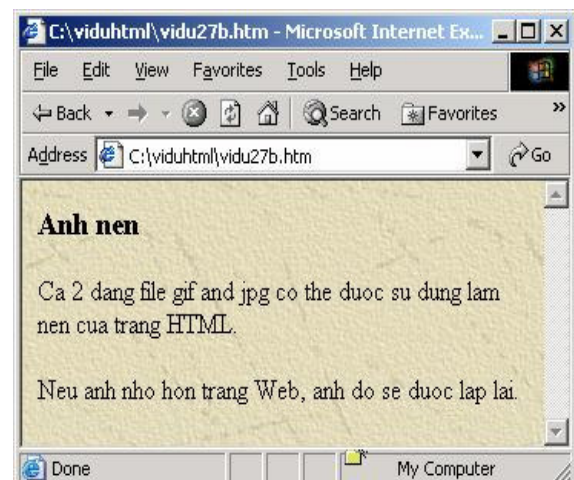 C:\viduhtml\vidu27b.htm - Microsoft Internet Ex...
File Edit View Favorites Tools Help
Back Search Favorites »
Address C:\viduhtml\vidu27b.htm Go
Anh nen
Ca 2 dang file gif and jpg co the duoc su dung lam
nen cua trang HTML.
Neu anh nho hon trang Web, anh do se duoc lap lai.
Done My Computer